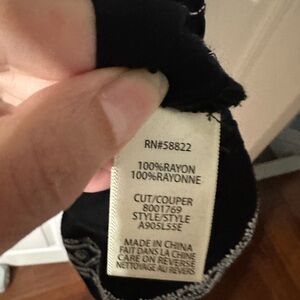 RN#58822
100%RAYON
100%RAYONNE
CUT/COUPER
8001769
STYLE/STYLE
A90SL5SE
MADE IN CHINA
FAIT DANS LA CHINE
CARE ON REVERSE
NETTOYAGE AU REVERS